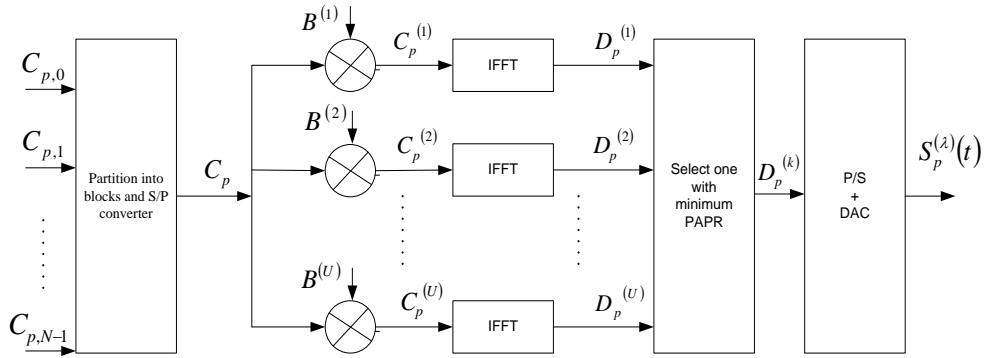 B^(1)
C_p^(1)
IFFT
D_p^(1)
C_{p,0}
B^(2)
C_p^(2)
IFFT
D_p^(2)
C_{p,1}
Partition into
blocks and S/P
converter
C_p
Select one
with
minimum
PAPR
D_p^(k)
P/S
+
DAC
S_p^(λ)(t)
B^(U)
C_p^(U)
IFFT
D_p^(U)
C_{p,N-1}